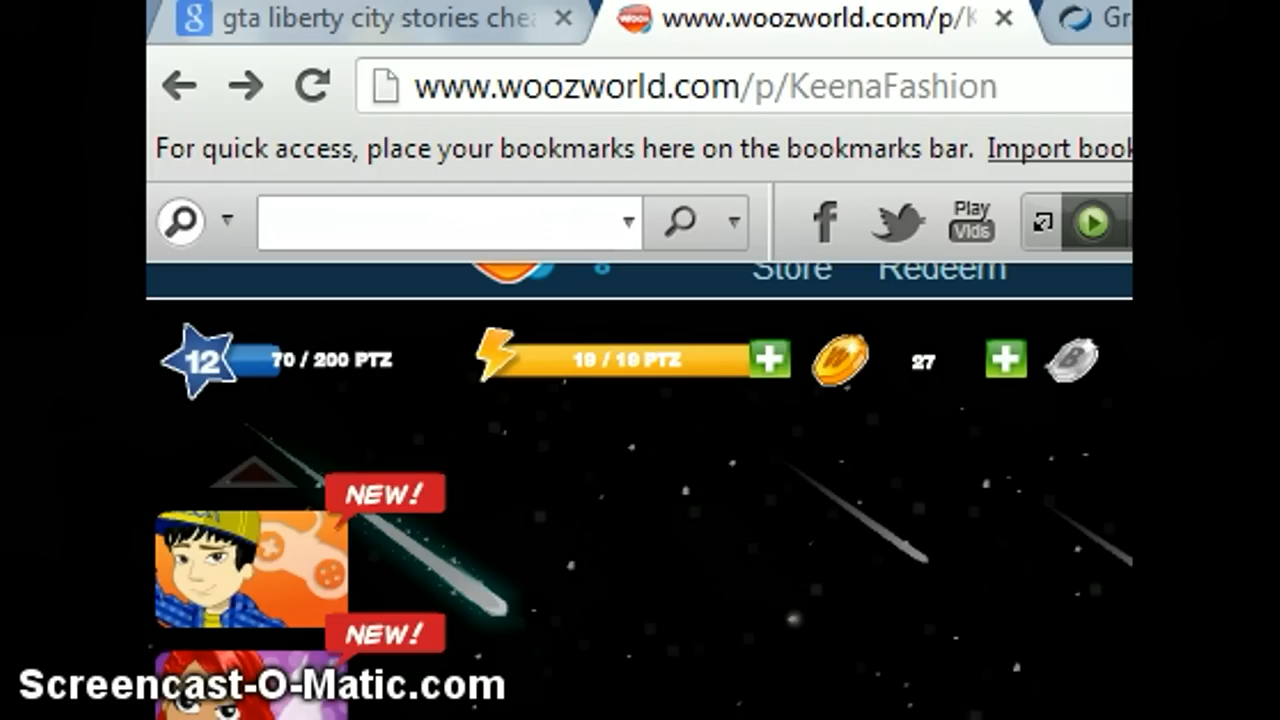 gta liberty city stories chea
www.woozworld.com/p/K
Gr
www.woozworld.com/p/KeenaFashion
For quick access, place your bookmarks here on the bookmarks bar. Import book
Play
Vids
Store Redeem
12 70 / 200 PTZ 19 / 19 PTZ 27
NEW!
NEW!
Screencast-O-Matic.com